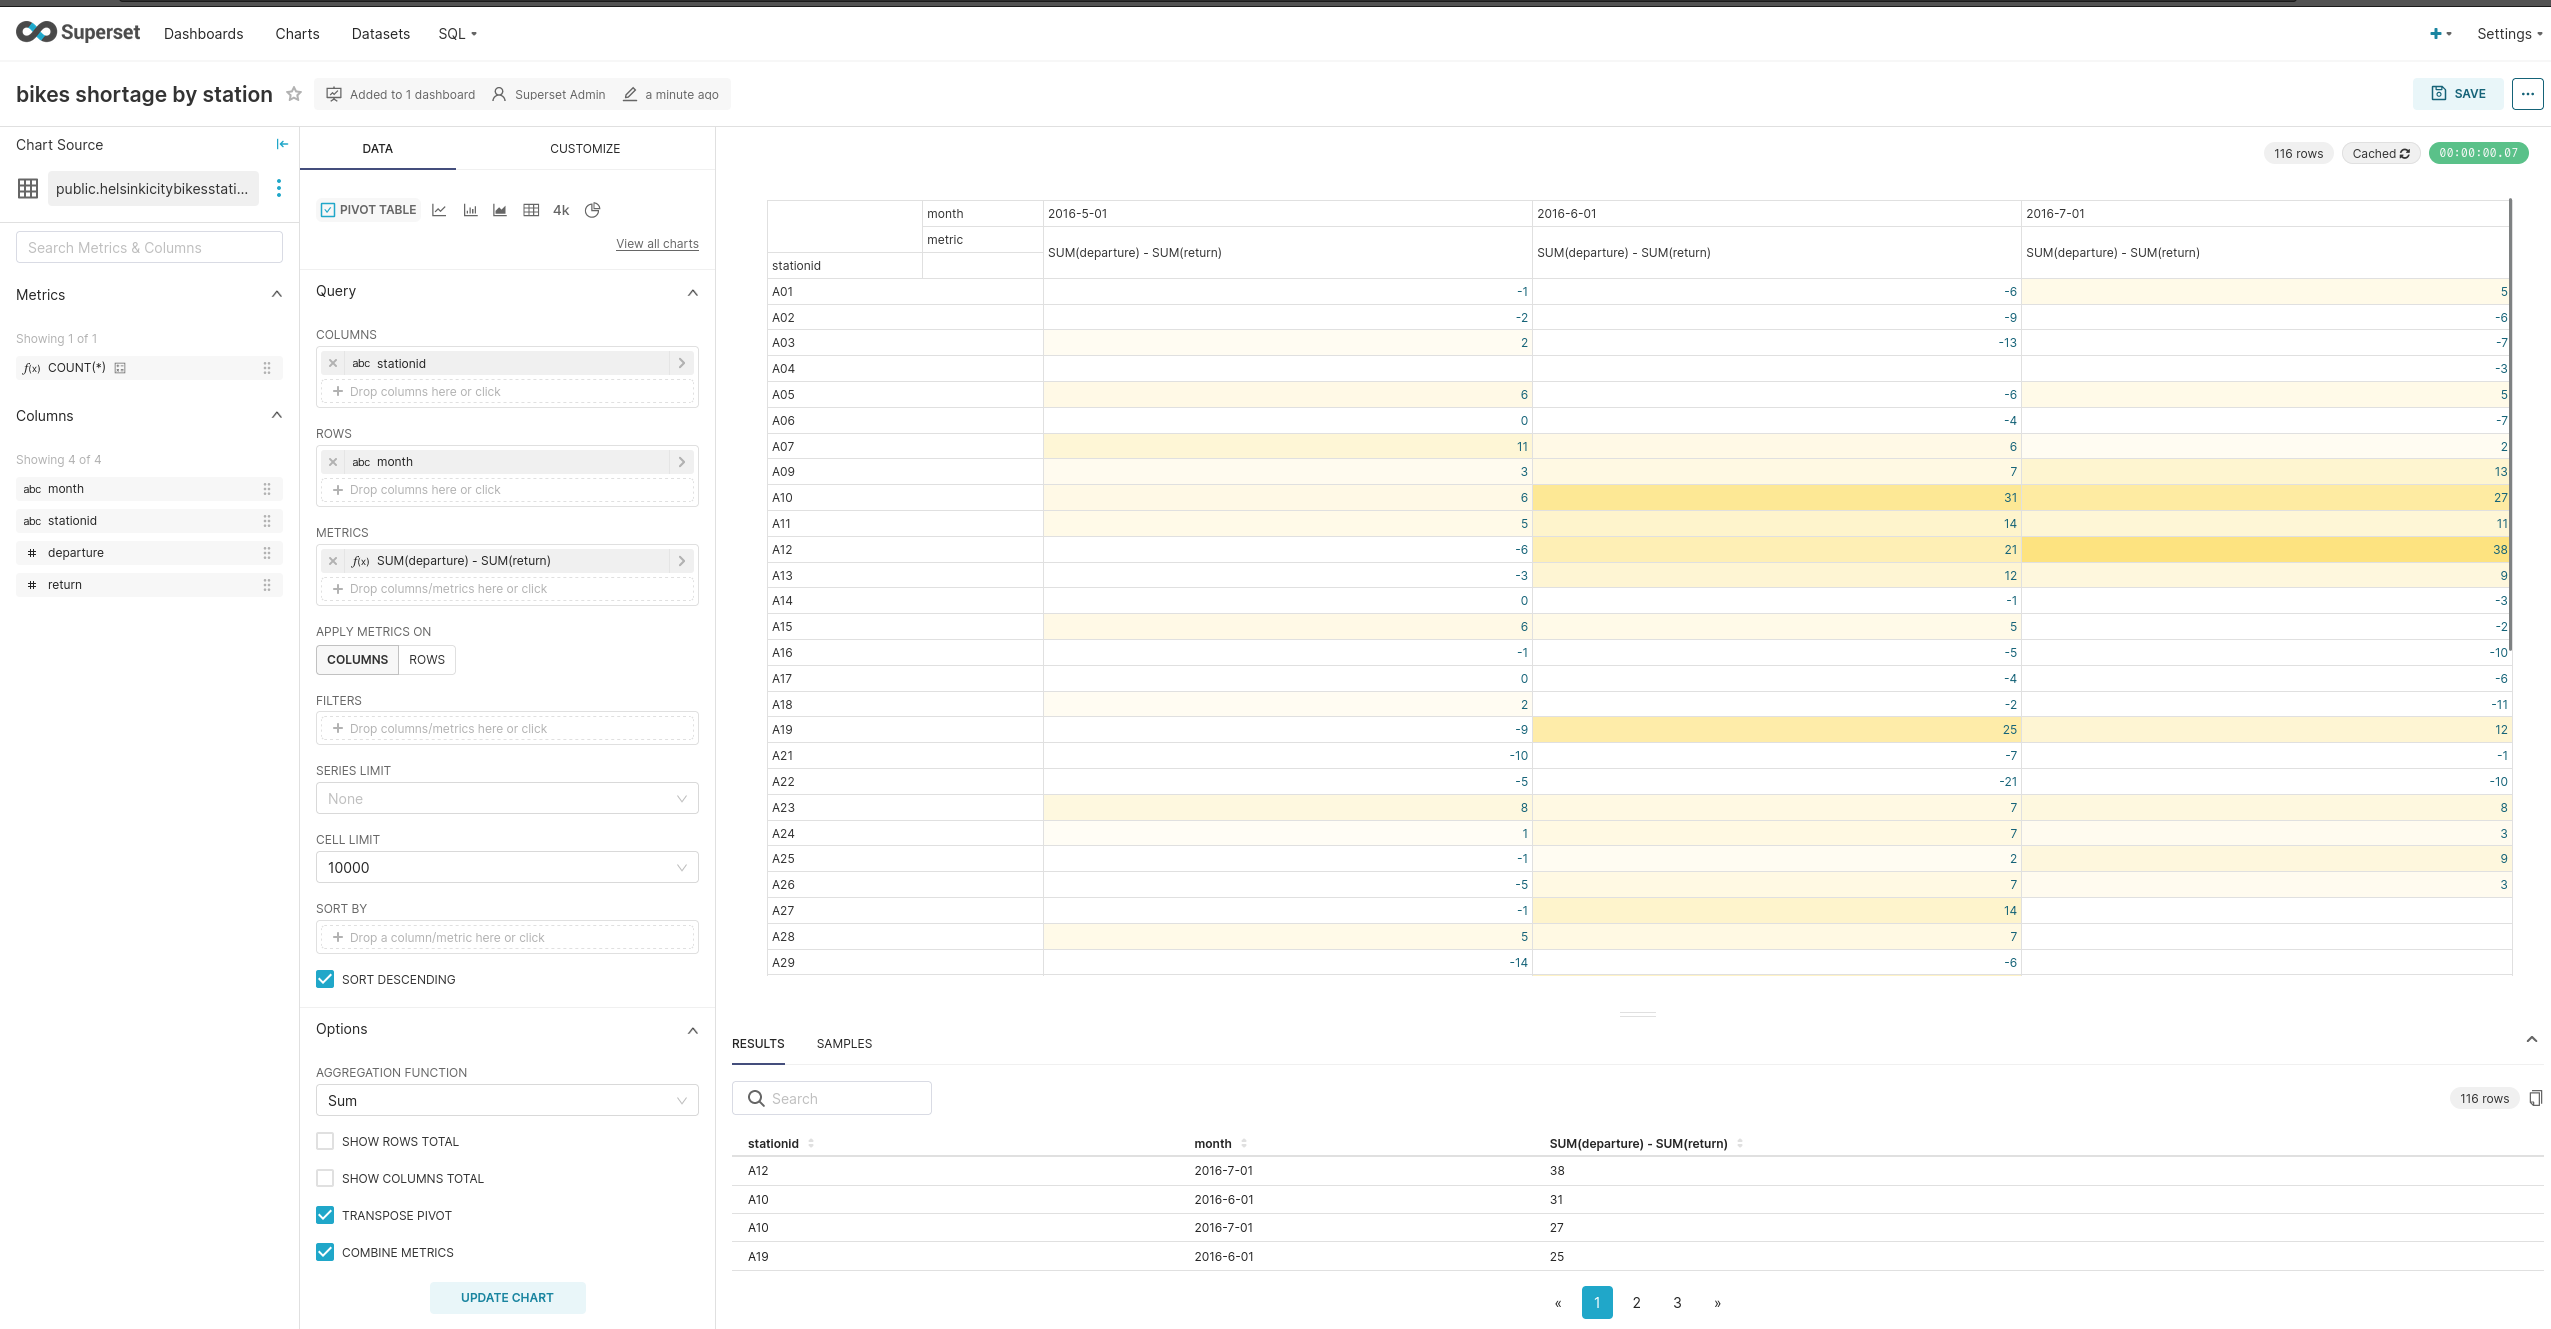 Superset Dashboards Charts Datasets SQL Settings
bikes shortage by station Added to 1 dashboard Superset Admin a minute ago SAVE
Chart Source
public.helsinkicitybikesstati...
Search Metrics & Columns
Metrics
Showing 1 of 1
f(x) COUNT(*)
Columns
Showing 4 of 4
abc month
abc stationid
# departure
# return
DATA CUSTOMIZE
PIVOT TABLE 4k
View all charts
Query
COLUMNS
abc stationid
+ Drop columns here or click
ROWS
abc month
+ Drop columns here or click
METRICS
f(x) SUM(departure) - SUM(return)
+ Drop columns/metrics here or click
APPLY METRICS ON
COLUMNS ROWS
FILTERS
+ Drop columns/metrics here or click
SERIES LIMIT
None
CELL LIMIT
10000
SORT BY
+ Drop a column/metric here or click
SORT DESCENDING
Options
AGGREGATION FUNCTION
Sum
SHOW ROWS TOTAL
SHOW COLUMNS TOTAL
TRANSPOSE PIVOT
COMBINE METRICS
UPDATE CHART
116 rows Cached 00:00:00.07
month 2016-5-01 2016-6-01 2016-7-01
metric
SUM(departure) - SUM(return) SUM(departure) - SUM(return) SUM(departure) - SUM(return)
stationid
A01 -1 -6 5
A02 -2 -9 -6
A03 2 -13 -7
A04 -3
A05 6 -6 5
A06 0 -4 -7
A07 11 6 2
A09 3 7 13
A10 6 31 27
A11 5 14 11
A12 -6 21 38
A13 -3 12 9
A14 0 -1 -3
A15 6 5 -2
A16 -1 -5 -10
A17 0 -4 -6
A18 2 -2 -11
A19 -9 25 12
A21 -10 -7 -1
A22 -5 -21 -10
A23 8 7 8
A24 1 7 3
A25 -1 2 9
A26 -5 7 3
A27 -1 14
A28 5 7
A29 -14 -6
RESULTS SAMPLES
Search 116 rows
stationid month SUM(departure) - SUM(return)
A12 2016-7-01 38
A10 2016-6-01 31
A10 2016-7-01 27
A19 2016-6-01 25
« 1 2 3 »